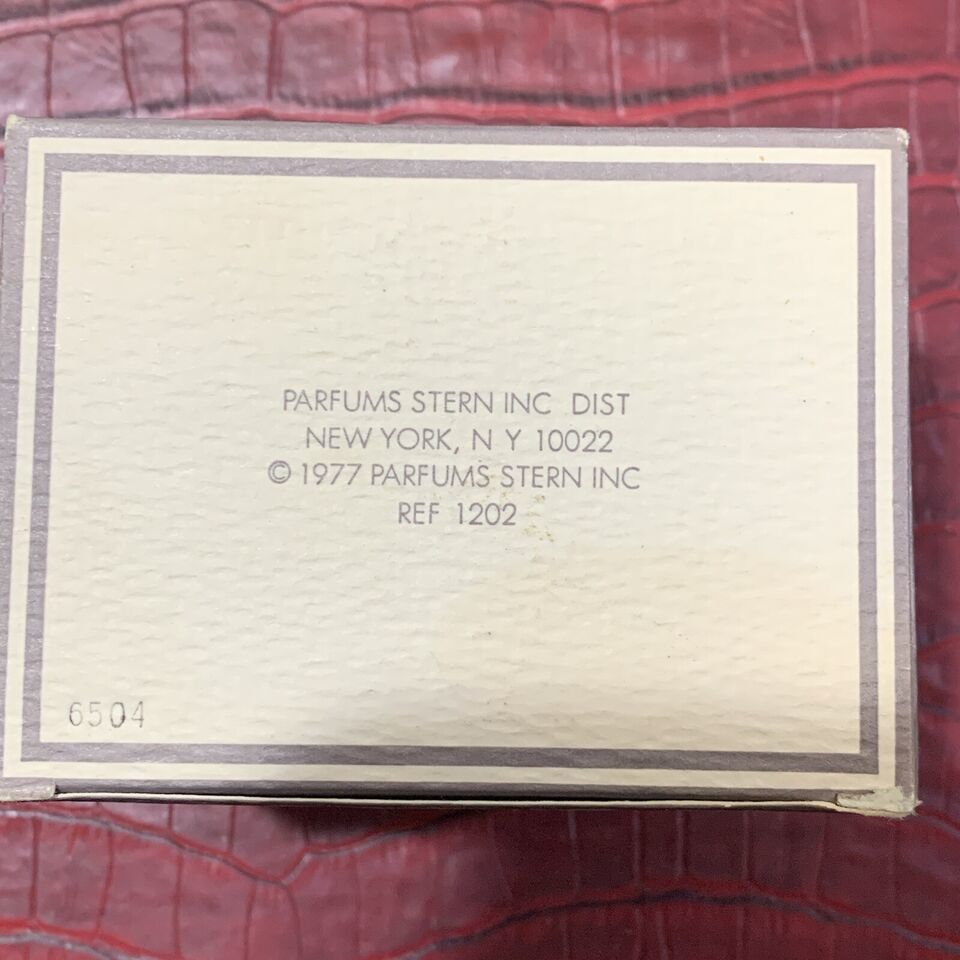 PARFUMS STERN INC DIST
NEW YORK, N Y 10022
© 1977 PARFUMS STERN INC
REF 1202
6504